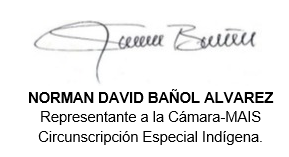 NORMAN DAVID BAÑOL ALVAREZ
Representante a la Cámara-MAIS
Circunscripción Especial Indígena.